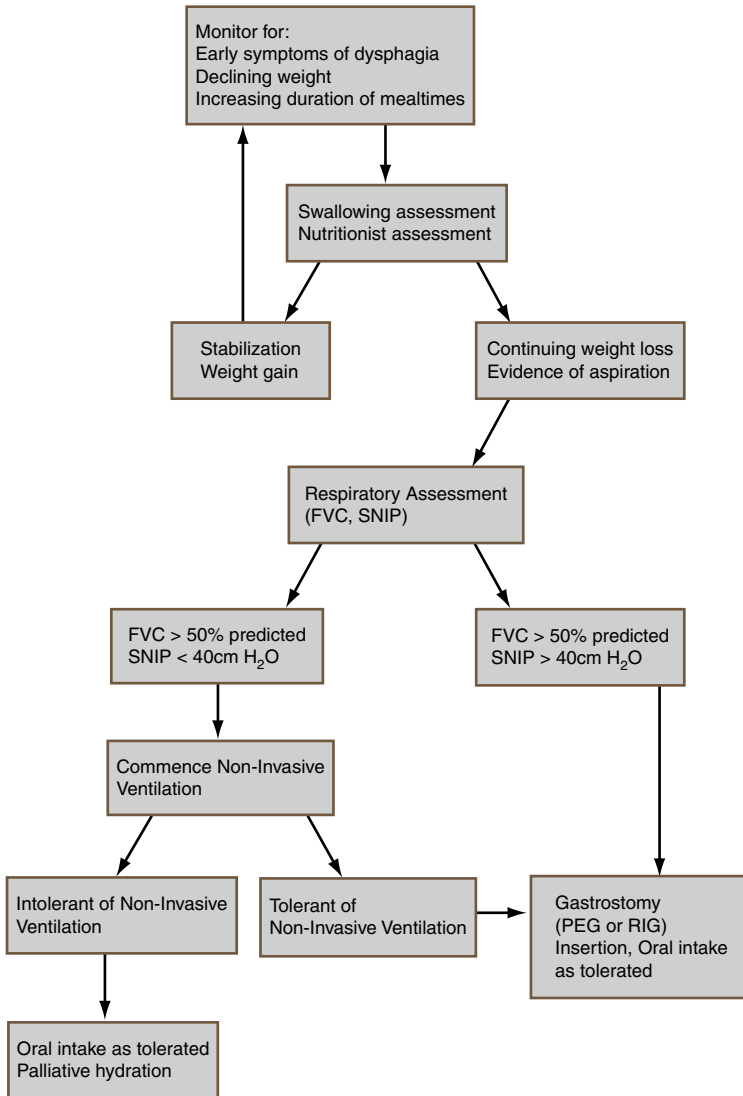 Monitor for:
Early symptoms of dysphagia
Declining weight
Increasing duration of mealtimes
Swallowing assessment
Nutritionist assessment
Stabilization
Weight gain
Continuing weight loss
Evidence of aspiration
Respiratory Assessment
(FVC, SNIP)
FVC > 50% predicted
SNIP < 40cm H₂O
FVC > 50% predicted
SNIP > 40cm H₂O
Commence Non-Invasive
Ventilation
Intolerant of Non-Invasive
Ventilation
Tolerant of
Non-Invasive Ventilation
Gastrostomy
(PEG or RIG)
Insertion, Oral intake
as tolerated
Oral intake as tolerated
Palliative hydration